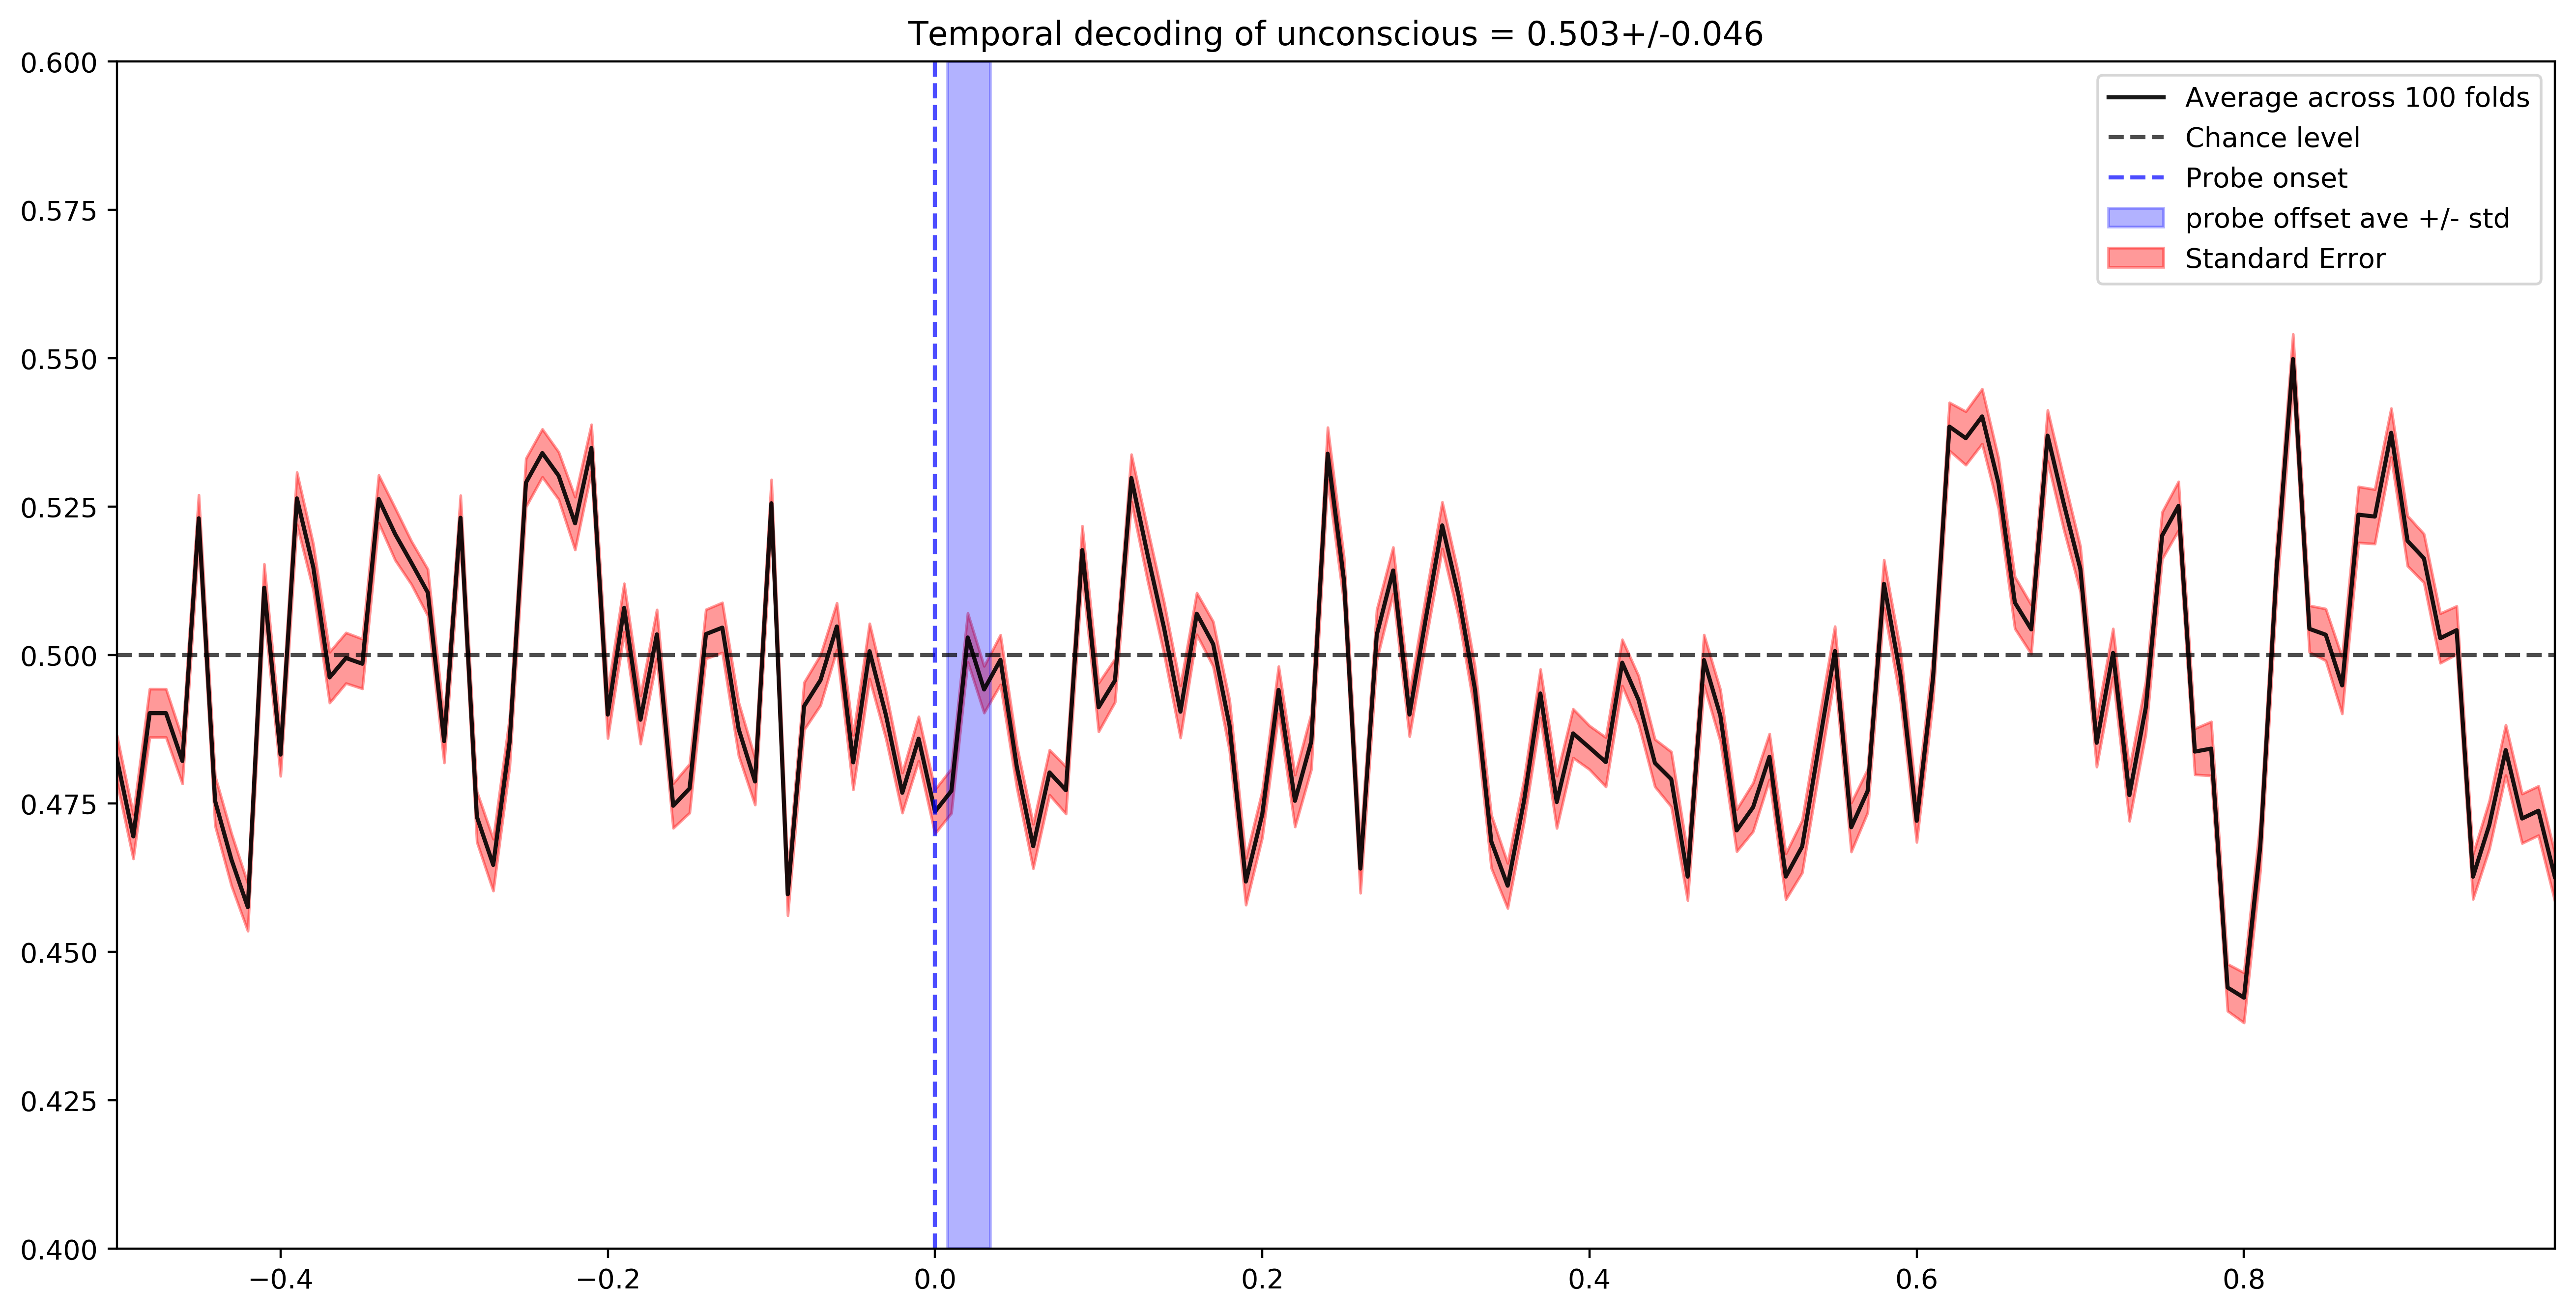 Temporal decoding of unconscious = 0.503+/-0.046
0.600
0.575
0.550
0.525
0.500
0.475
0.450
0.425
0.400
Average across 100 folds
Chance level
Probe onset
probe offset ave +/- std
Standard Error
−0.4 −0.2 0.0 0.2 0.4 0.6 0.8